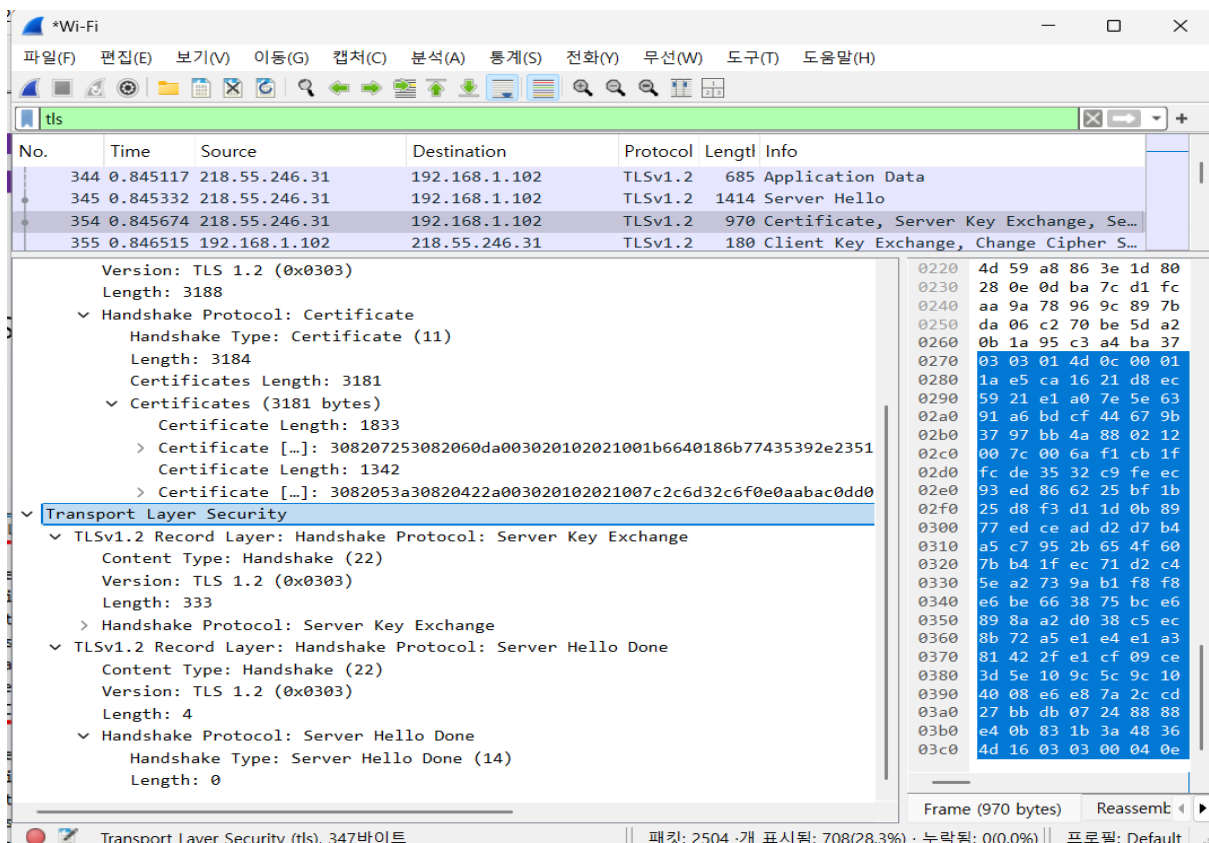 *Wi-Fi
파일(F) 편집(E) 보기(V) 이동(G) 캡처(C) 분석(A) 통계(S) 전화(Y) 무선(W) 도구(T) 도움말(H)
tls
No. Time Source Destination Protocol Lengtl Info
344 0.845117 218.55.246.31 192.168.1.102 TLSv1.2 685 Application Data
345 0.845332 218.55.246.31 192.168.1.102 TLSv1.2 1414 Server Hello
354 0.845674 218.55.246.31 192.168.1.102 TLSv1.2 970 Certificate, Server Key Exchange, Se…
355 0.846515 192.168.1.102 218.55.246.31 TLSv1.2 180 Client Key Exchange, Change Cipher S…
Version: TLS 1.2 (0x0303)
Length: 3188
Handshake Protocol: Certificate
Handshake Type: Certificate (11)
Length: 3184
Certificates Length: 3181
Certificates (3181 bytes)
Certificate Length: 1833
Certificate […]: 308207253082060da003020102021001b6640186b77435392e2351
Certificate Length: 1342
Certificate […]: 3082053a30820422a003020102021007c2c6d32c6f0e0aabac0dd0
Transport Layer Security
TLSv1.2 Record Layer: Handshake Protocol: Server Key Exchange
Content Type: Handshake (22)
Version: TLS 1.2 (0x0303)
Length: 333
Handshake Protocol: Server Key Exchange
TLSv1.2 Record Layer: Handshake Protocol: Server Hello Done
Content Type: Handshake (22)
Version: TLS 1.2 (0x0303)
Length: 4
Handshake Protocol: Server Hello Done
Handshake Type: Server Hello Done (14)
Length: 0
0220 4d 59 a8 86 3e 1d 80
0230 28 0e 0d ba 7c d1 fc
0240 aa 9a 78 96 9c 89 7b
0250 da 06 c2 70 be 5d a2
0260 0b 1a 95 c3 a4 ba 37
0270 03 03 01 4d 0c 00 01
0280 1a e5 ca 16 21 d8 ec
0290 59 21 e1 a0 7e 5e 63
02a0 91 a6 bd cf 44 67 9b
02b0 37 97 bb 4a 88 02 12
02c0 00 7c 00 6a f1 cb 1f
02d0 fc de 35 32 c9 fe ec
02e0 93 ed 86 62 25 bf 1b
02f0 25 d8 f3 d1 1d 0b 89
0300 77 ed ce ad d2 d7 b4
0310 a5 c7 95 2b 65 4f 60
0320 7b b4 1f ec 71 d2 c4
0330 5e a2 73 9a b1 f8 f8
0340 e6 be 66 38 75 bc e6
0350 89 8a a2 d0 38 c5 ec
0360 8b 72 a5 e1 e4 e1 a3
0370 81 42 2f e1 cf 09 ce
0380 3d 5e 10 9c 5c 9c 10
0390 40 08 e6 e8 7a 2c cd
03a0 27 bb db 07 24 88 88
03b0 e4 0b 83 1b 3a 48 36
03c0 4d 16 03 03 00 04 0e
Frame (970 bytes) Reassemb
Transport Layer Security (tls), 347바이트 패킷: 2504 ·개 표시됨: 708(28.3%) · 누락됨: 0(0.0%) 프로필: Default